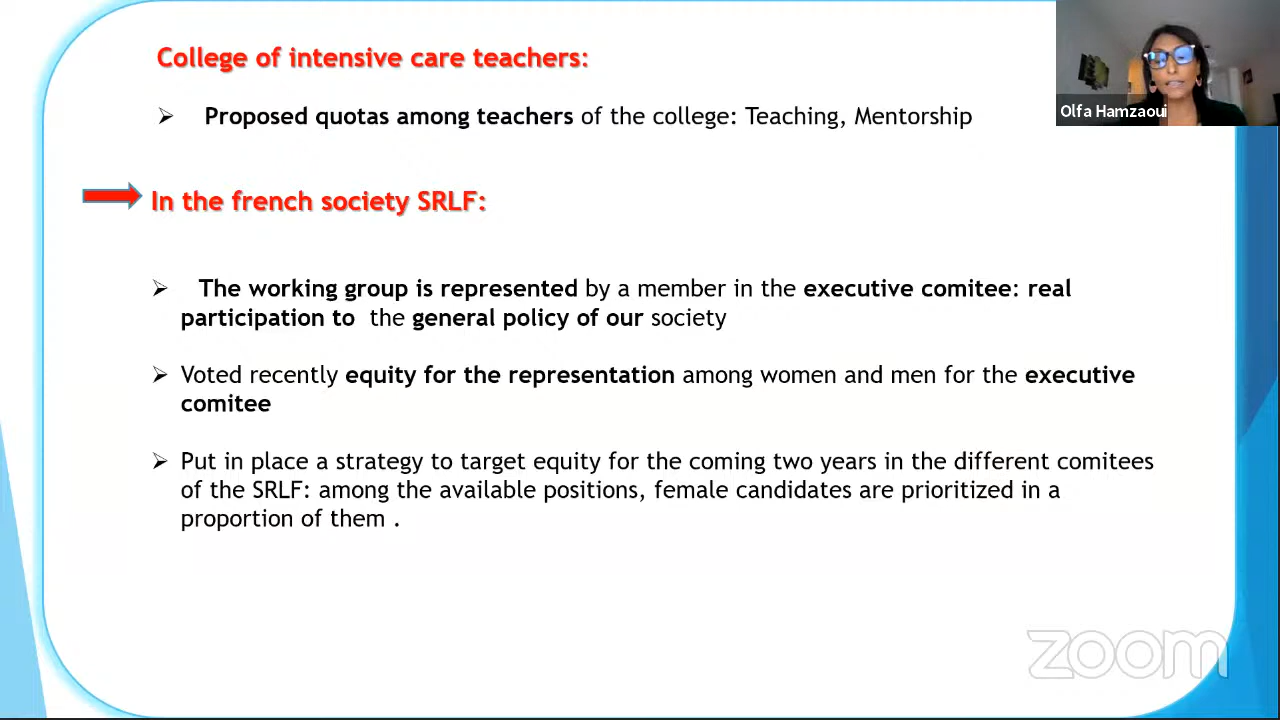 College of intensive care teachers:
➢ Proposed quotas among teachers of the college: Teaching, Mentorship
Olfa Hamzaoui
In the french society SRLF:
➢ The working group is represented by a member in the executive comitee: real
participation to the general policy of our society
➢ Voted recently equity for the representation among women and men for the executive
comitee
➢ Put in place a strategy to target equity for the coming two years in the different comitees
of the SRLF: among the available positions, female candidates are prioritized in a
proportion of them .
zoom